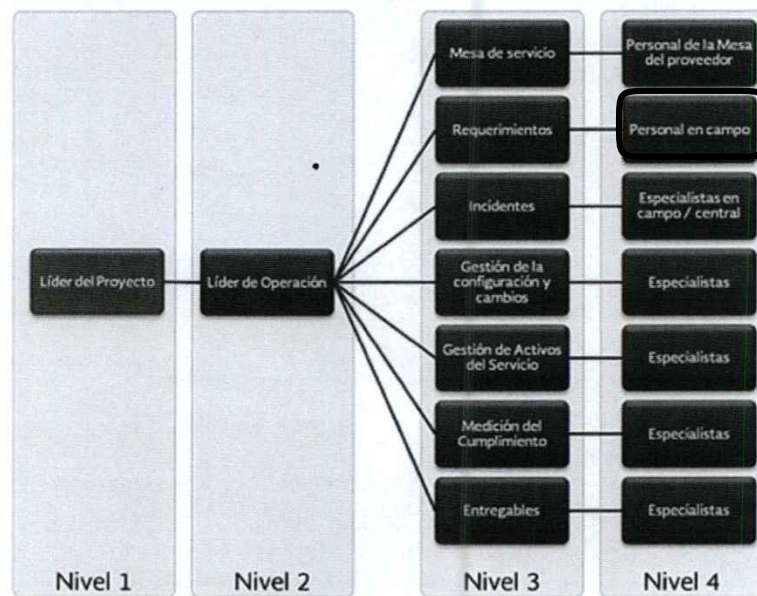 Mesa de servicio
Personal de la Mesa
del proveedor
Requerimientos
Personal en campo
Incidentes
Especialistas en
campo / central
Líder del Proyecto
Líder de Operación
Gestión de la
configuración y
cambios
Especialistas
Gestión de Activos
del Servicio
Especialistas
Medición del
Cumplimiento
Especialistas
Entregables
Especialistas
Nivel 1
Nivel 2
Nivel 3
Nivel 4